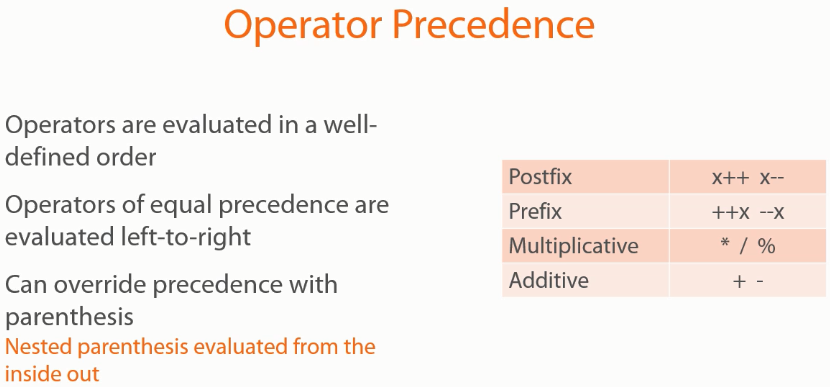 Operator Precedence
Operators are evaluated in a well-
defined order
Operators of equal precedence are
evaluated left-to-right
Can override precedence with
parenthesis
Nested parenthesis evaluated from the
inside out
Postfix x++ x--
Prefix ++x --x
Multiplicative * / %
Additive + -